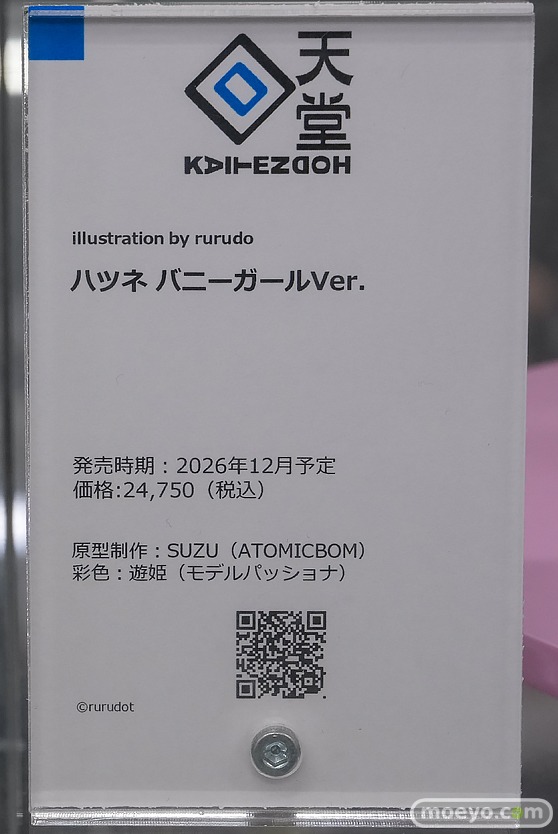 天堂
KAITENDOH
illustration by rurudo
ハツネ バニーガールVer.
発売時期：2026年12月予定
価格:24,750（税込）
原型制作：SUZU（ATOMICBOM）
彩色：遊姫（モデルパッショナ）
©rurudot
moeyo.com